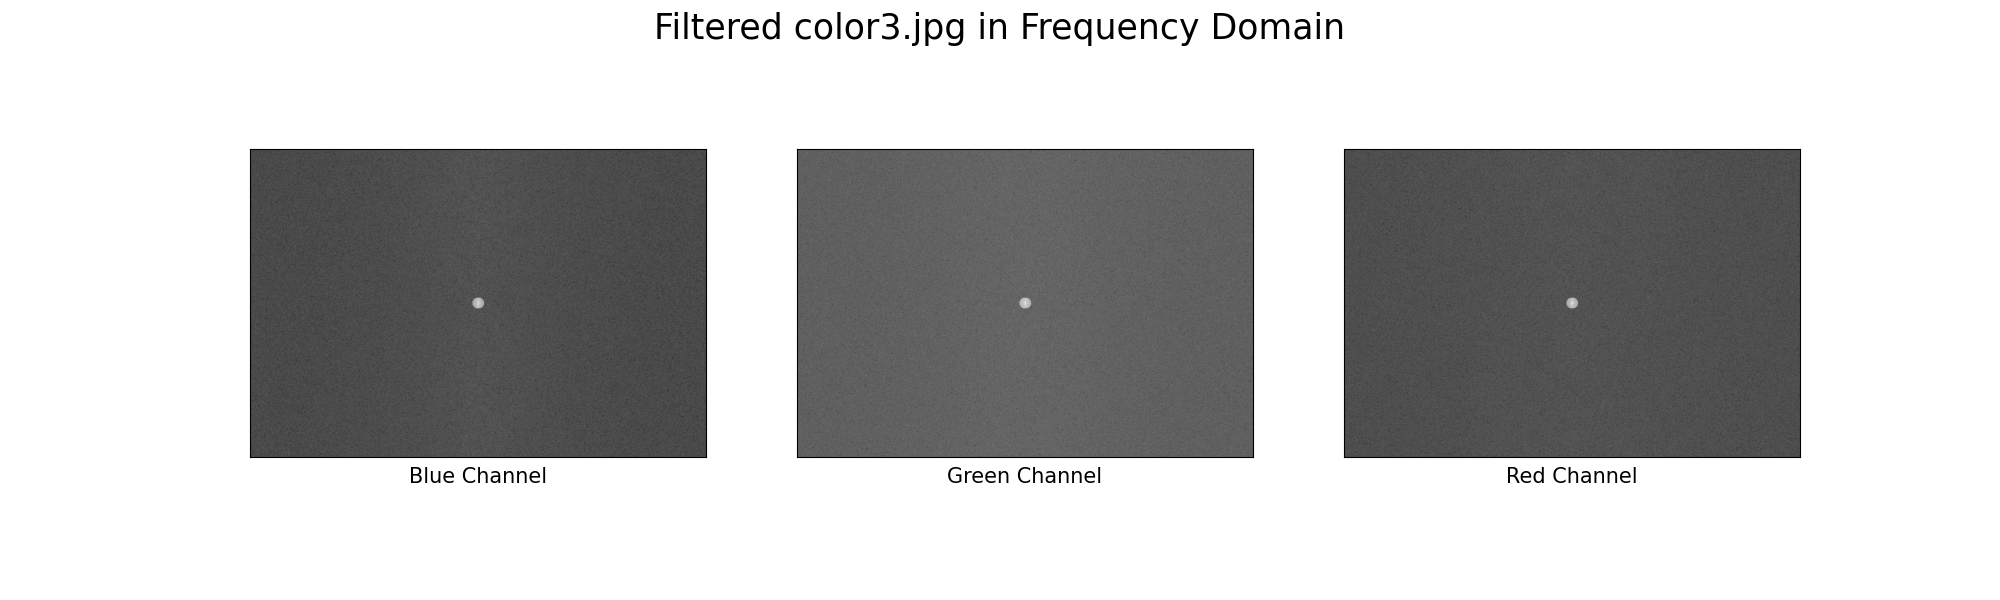 Filtered color3.jpg in Frequency Domain
Blue Channel
Green Channel
Red Channel